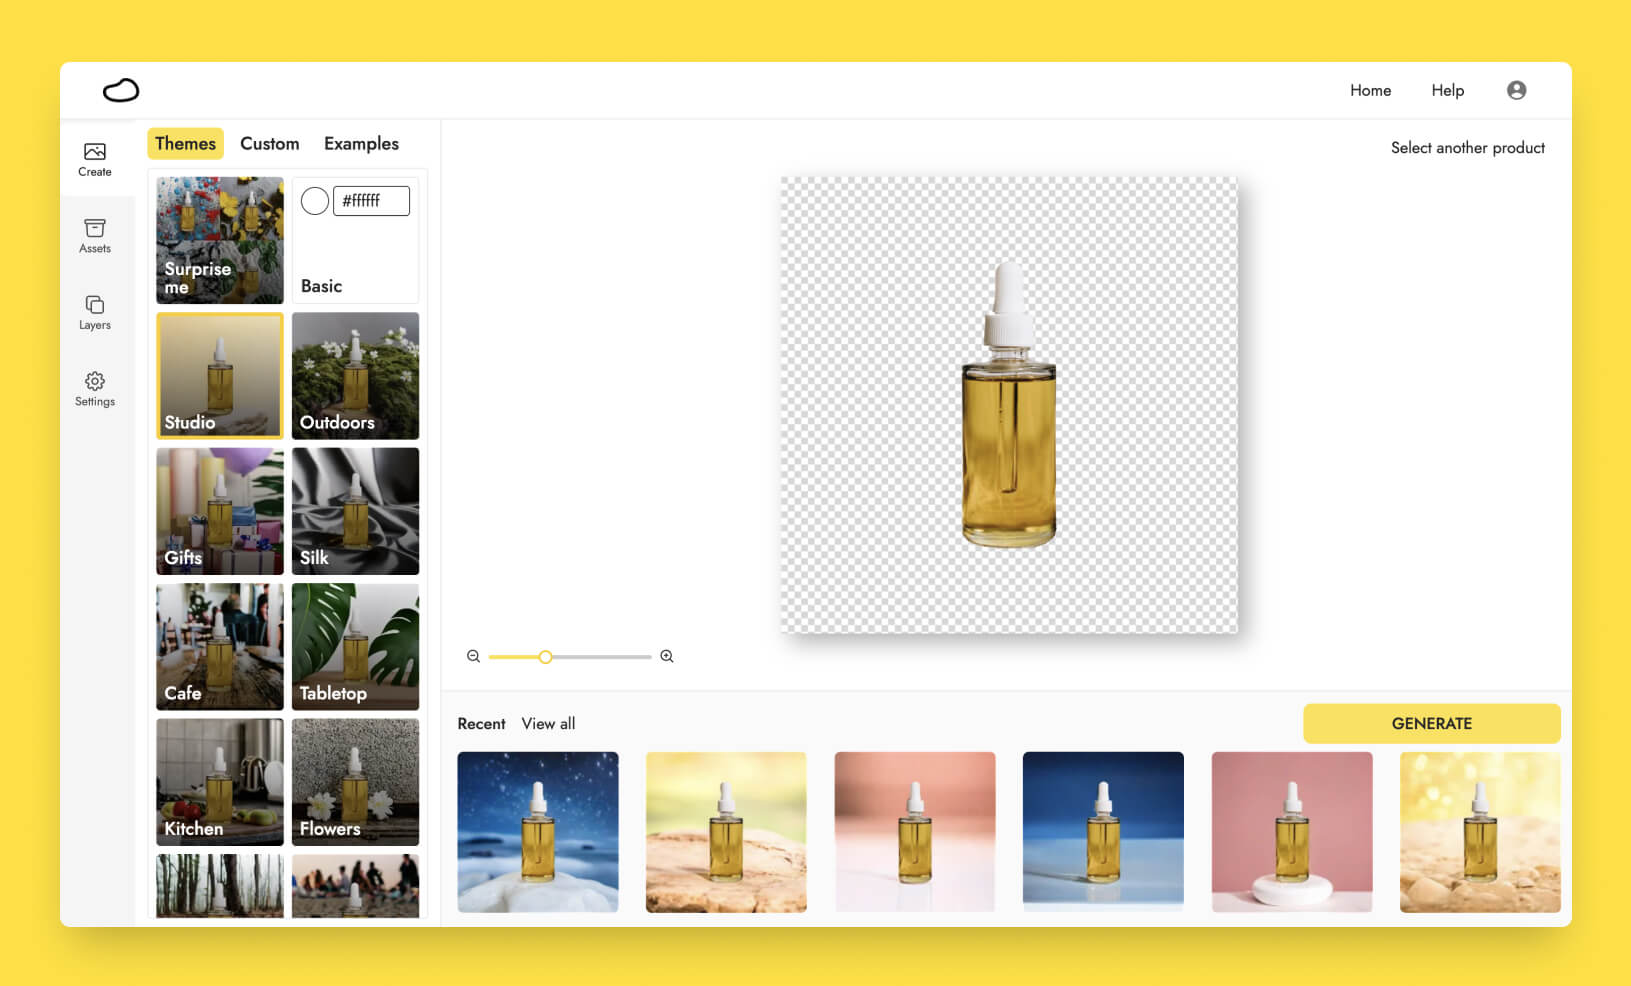 Home
Help
Create
Assets
Layers
Settings
Themes
Custom
Examples
Surprise
me
#ffffff
Basic
Studio
Outdoors
Gifts
Silk
Cafe
Tabletop
Kitchen
Flowers
Select another product
Recent
View all
GENERATE